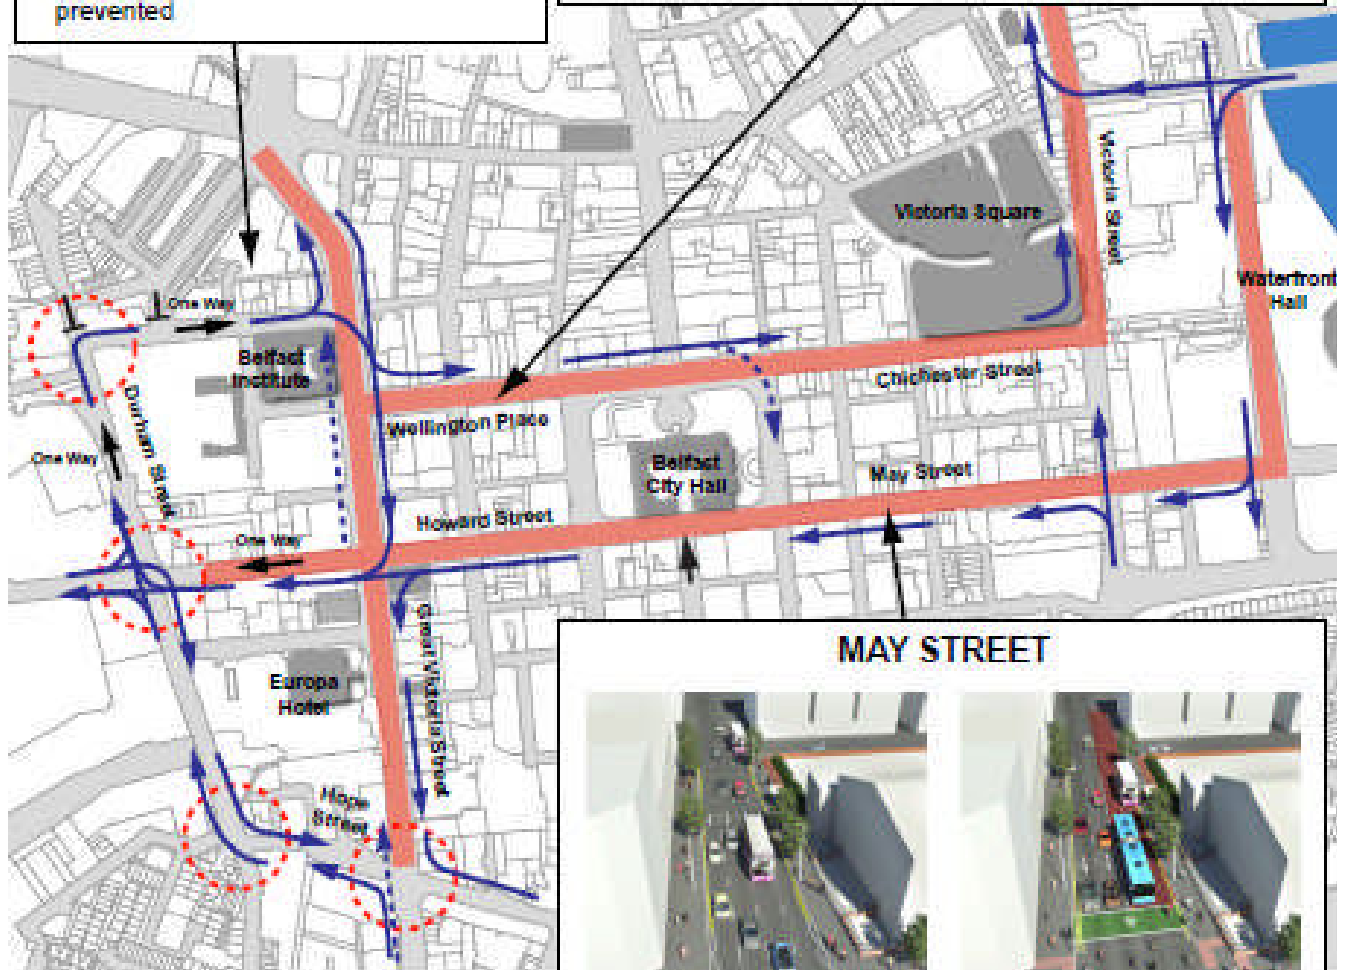 prevented
Victoria Street
Victoria Square
Waterfront
Hall
One Way
Belfast
Institute
Chichester Street
Durham Street
Wellington Place
One Way
Belfast
City Hall
May Street
Howard Street
One Way
Great Victoria Street
Europa
Hotel
Hope
Street
MAY STREET